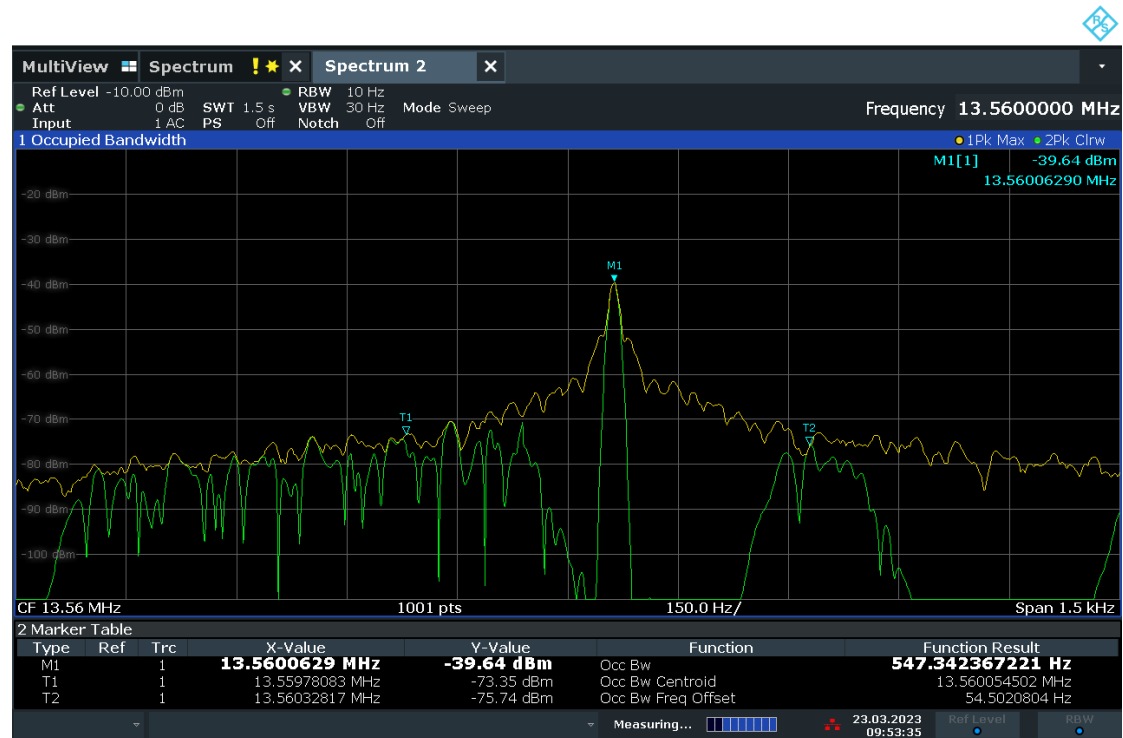 R&S
MultiView Spectrum ! X Spectrum 2 X
Ref Level -10.00 dBm RBW 10 Hz
Att 0 dB SWT 1.5 s VBW 30 Hz Mode Sweep Frequency 13.5600000 MHz
Input 1 AC PS Off Notch Off
1 Occupied Bandwidth 1Pk Max 2Pk Clrw
M1[1] -39.64 dBm
13.56006290 MHz
-20 dBm
-30 dBm
M1
-40 dBm
-50 dBm
-60 dBm
T1
-70 dBm
T2
-80 dBm
-90 dBm
-100 dBm
CF 13.56 MHz 1001 pts 150.0 Hz/ Span 1.5 kHz
2 Marker Table
Type Ref Trc X-Value Y-Value Function Function Result
M1 1 13.5600629 MHz -39.64 dBm Occ Bw 547.342367221 Hz
T1 1 13.55978083 MHz -73.35 dBm Occ Bw Centroid 13.560054502 MHz
T2 1 13.56032817 MHz -75.74 dBm Occ Bw Freq Offset 54.5020804 Hz
Measuring... 23.03.2023 Ref Level RBW
09:53:35